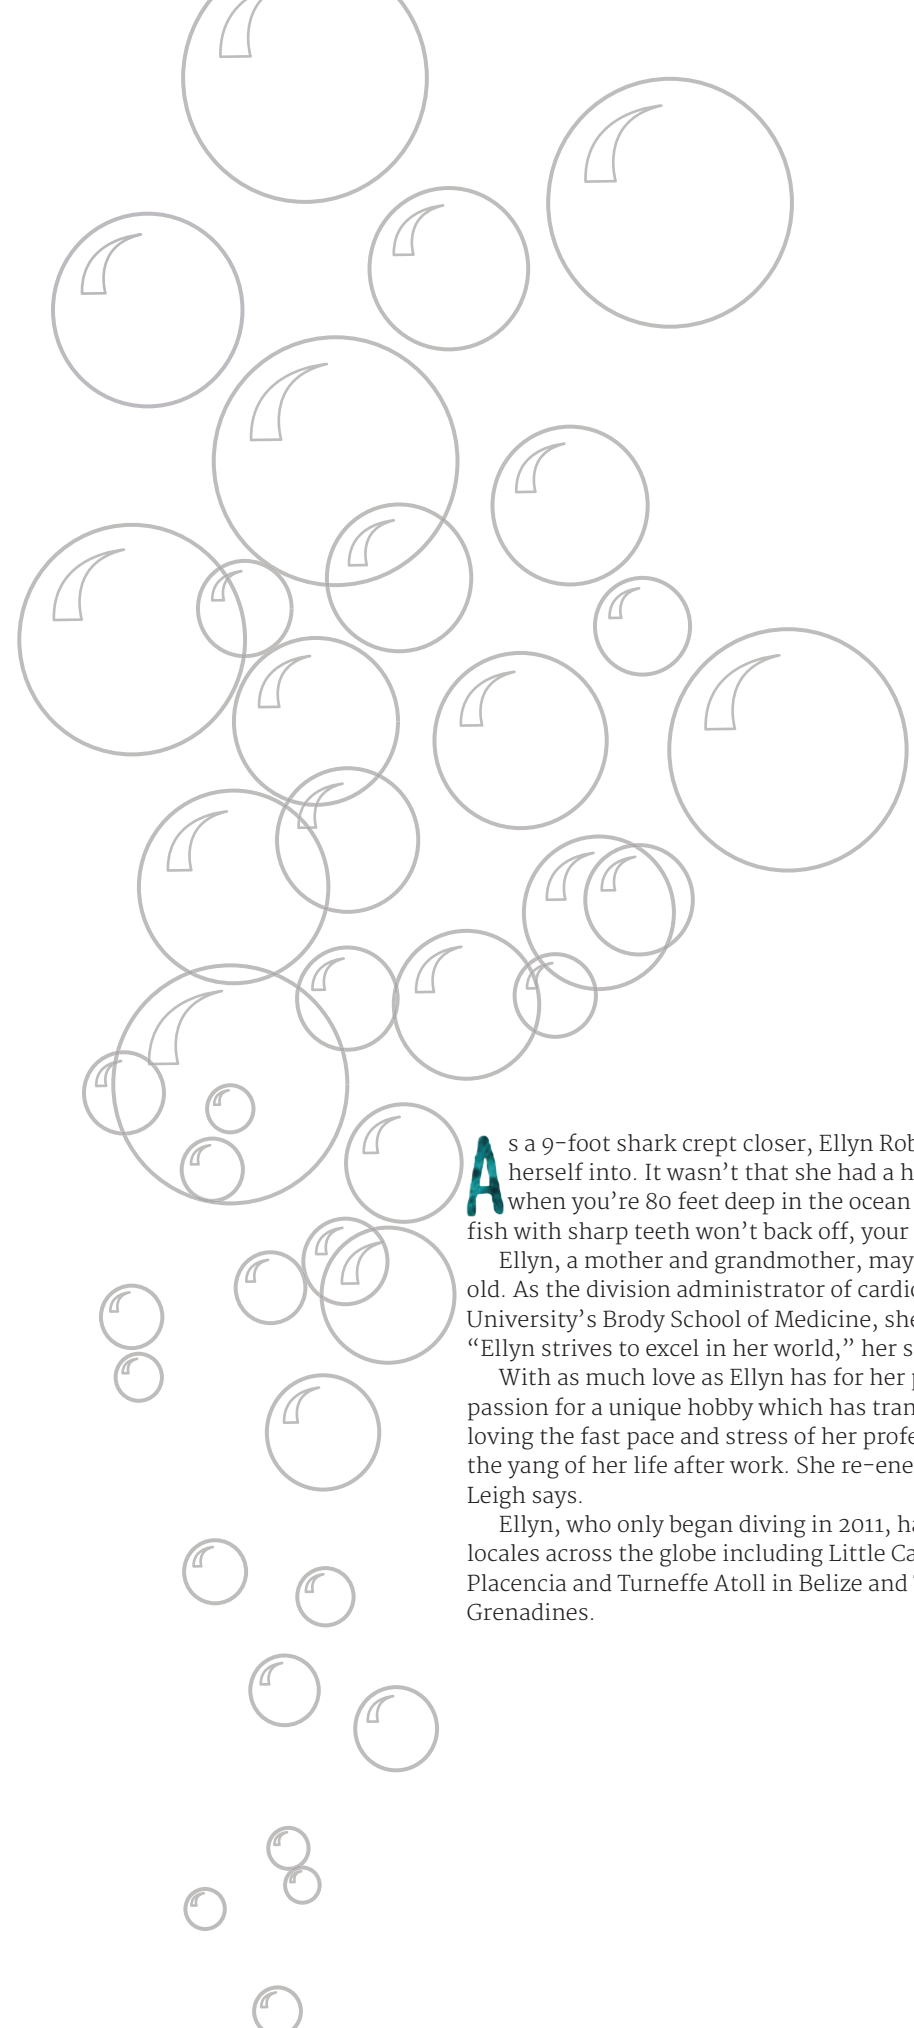 As a 9-foot shark crept closer, Ellyn Rob
herself into. It wasn’t that she had a h
when you’re 80 feet deep in the ocean
fish with sharp teeth won’t back off, your
Ellyn, a mother and grandmother, may
old. As the division administrator of cardio
University’s Brody School of Medicine, she
“Ellyn strives to excel in her world,” her s
With as much love as Ellyn has for her p
passion for a unique hobby which has tran
loving the fast pace and stress of her profe
the yang of her life after work. She re-ene
Leigh says.
Ellyn, who only began diving in 2011, ha
locales across the globe including Little Ca
Placencia and Turneffe Atoll in Belize and
Grenadines.